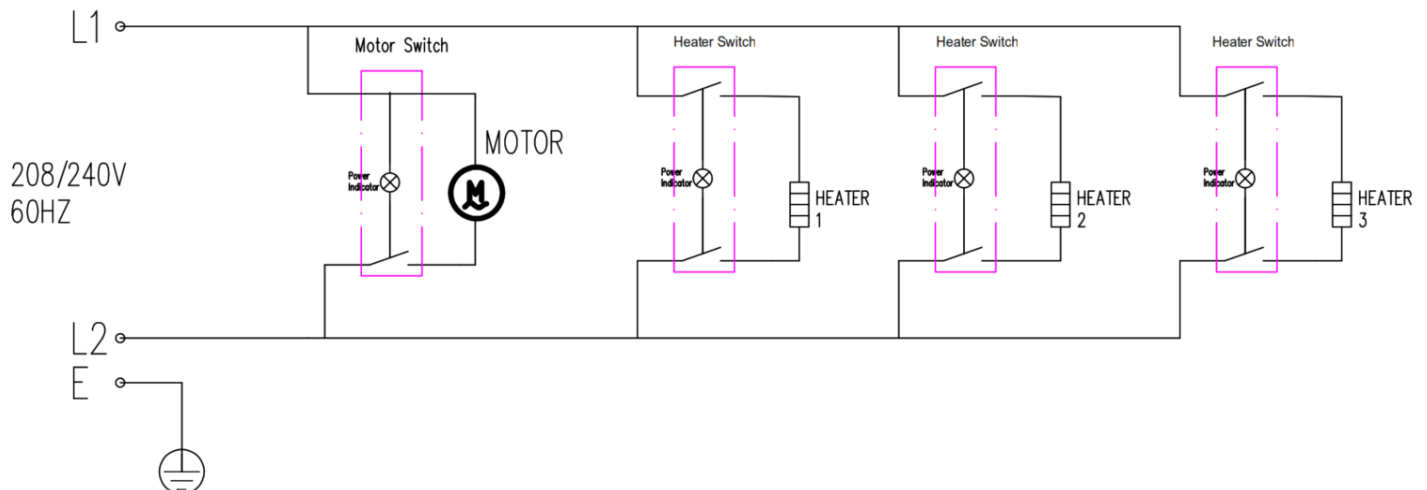 L1
Motor Switch
Heater Switch
Heater Switch
Heater Switch
208/240V
60HZ
Power
Indicator
M
MOTOR
Power
Indicator
HEATER
1
Power
Indicator
HEATER
2
Power
Indicator
HEATER
3
L2
E